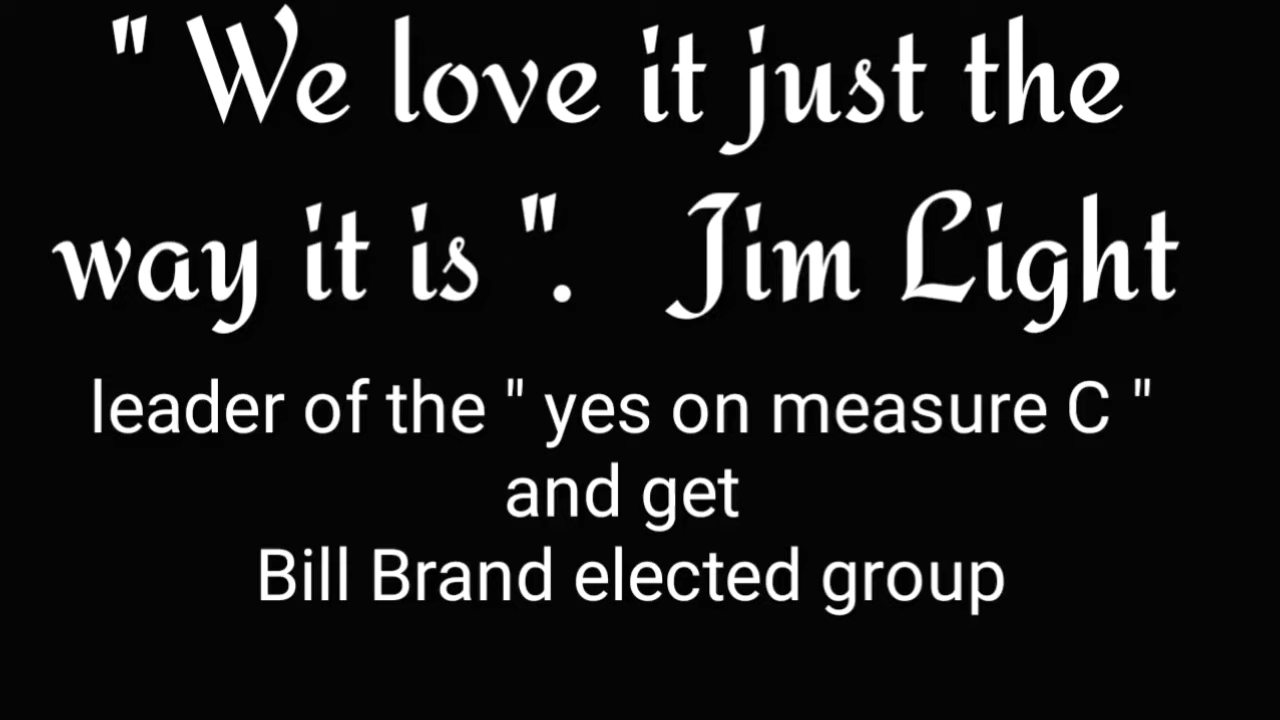 " We love it just the
way it is ". Jim Light
leader of the " yes on measure C "
and get
Bill Brand elected group